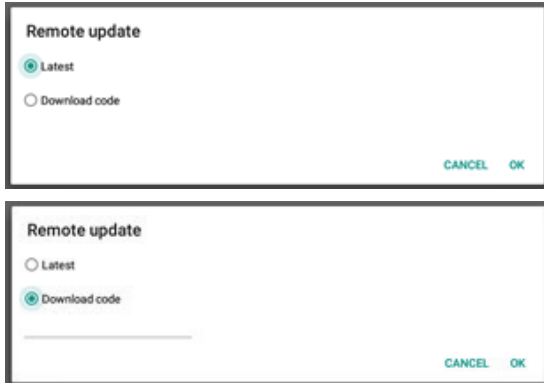 Remote update
Latest
Download code
CANCEL OK
Remote update
Latest
Download code
CANCEL OK